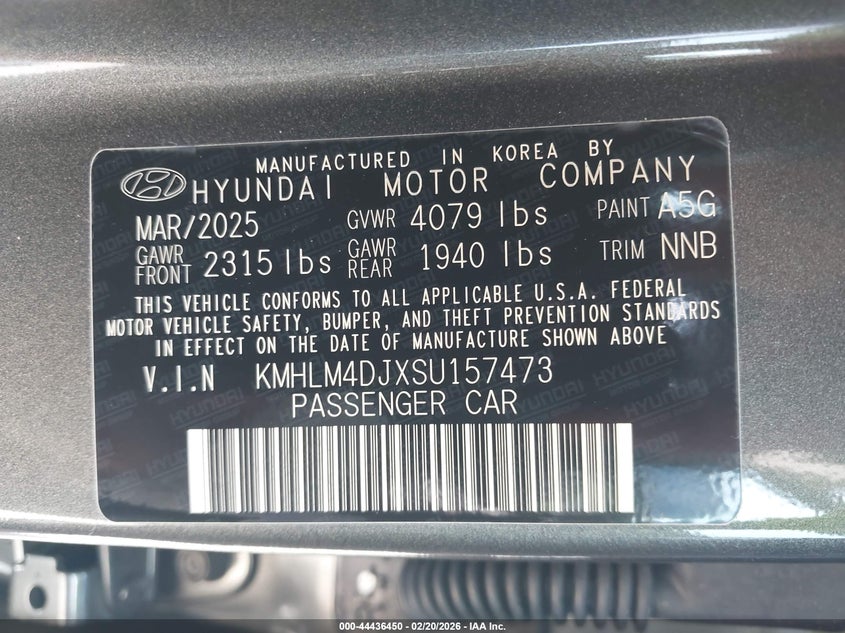 MANUFACTURED IN KOREA BY
HYUNDAI MOTOR COMPANY
MAR/2025 GVWR 4079 lbs PAINT A5G
GAWR FRONT 2315 lbs GAWR REAR 1940 lbs TRIM NNB
THIS VEHICLE CONFORMS TO ALL APPLICABLE U.S.A. FEDERAL
MOTOR VEHICLE SAFETY, BUMPER, AND THEFT PREVENTION STANDARDS
IN EFFECT ON THE DATE OF MANUFACTURE SHOWN ABOVE
V.I.N KMHLM4DJXSU157473
PASSENGER CAR
000-44436450 - 02/20/2026 - IAA Inc.